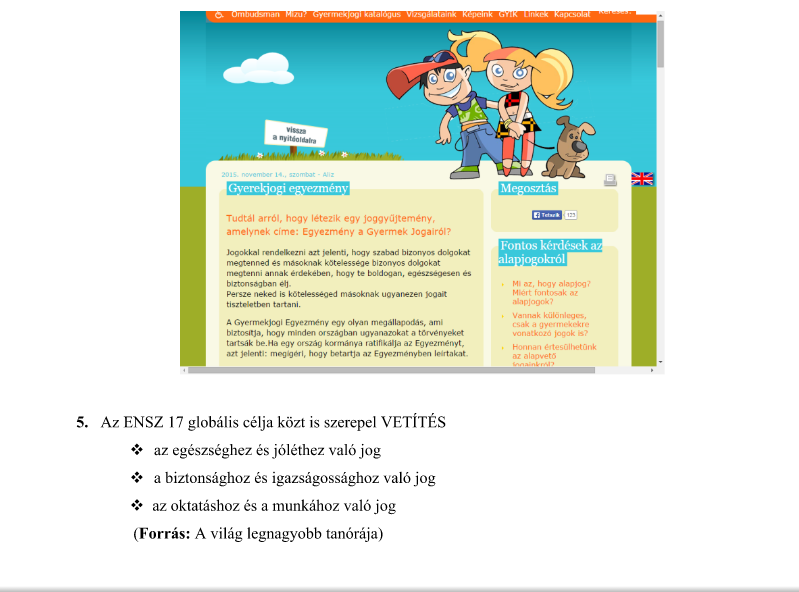 Ombudsman Mizu? Gyermekjogi katalógus Vizsgálataink Képeink GYIK Linkek Kapcsolat
vissza
a nyitóoldalra
2015. november 14., szombat - Aliz
Gyerekjogi egyezmény
Tudtál arról, hogy létezik egy joggyűjtemény,
amelynek címe: Egyezmény a Gyermek Jogairól?
Jogokkal rendelkezni azt jelenti, hogy szabad bizonyos dolgokat
megtenned és másoknak kötelessége bizonyos dolgokat
megtenni annak érdekében, hogy te boldogan, egészségesen és
biztonságban élj.
Persze neked is kötelességed másoknak ugyanezen jogait
tiszteletben tartani.
A Gyermekjogi Egyezmény egy olyan megállapodás, ami
biztosítja, hogy minden országban ugyanazokat a törvényeket
tartsák be.Ha egy ország kormánya ratifikálja az Egyezményt,
azt jelenti: megígéri, hogy betartja az Egyezményben leírtakat.
Megosztás
Tetszik 123
Fontos kérdések az
alapjogokról
Mi az, hogy alapjog?
Miért fontosak az
alapjogok?
Vannak különleges,
csak a gyermekekre
vonatkozó jogok is?
Honnan értesülhetünk
az alapvető
jogainkról?
5. Az ENSZ 17 globális célja közt is szerepel VETÍTÉS
❖ az egészséghez és jóléthez való jog
❖ a biztonsághoz és igazságossághoz való jog
❖ az oktatáshoz és a munkához való jog
(Forrás: A világ legnagyobb tanórája)